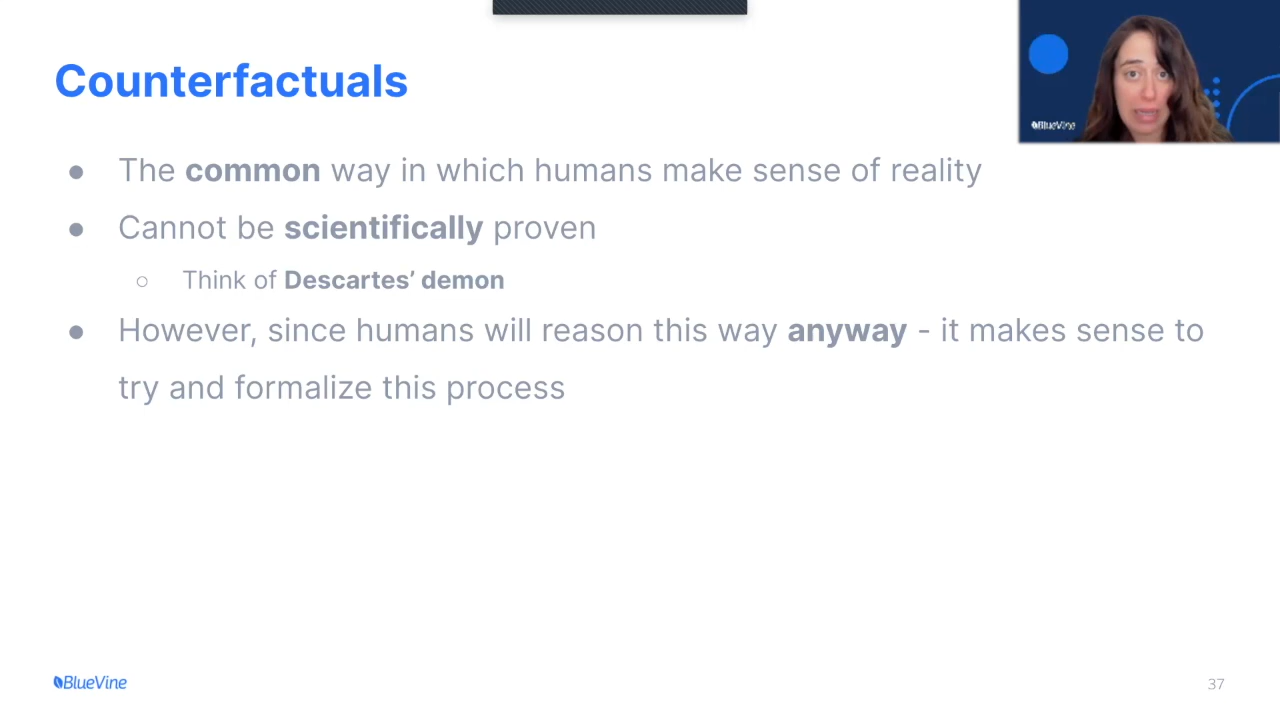 Counterfactuals
BlueVine
● The common way in which humans make sense of reality
● Cannot be scientifically proven
○ Think of Descartes’ demon
● However, since humans will reason this way anyway - it makes sense to
try and formalize this process
BlueVine
37